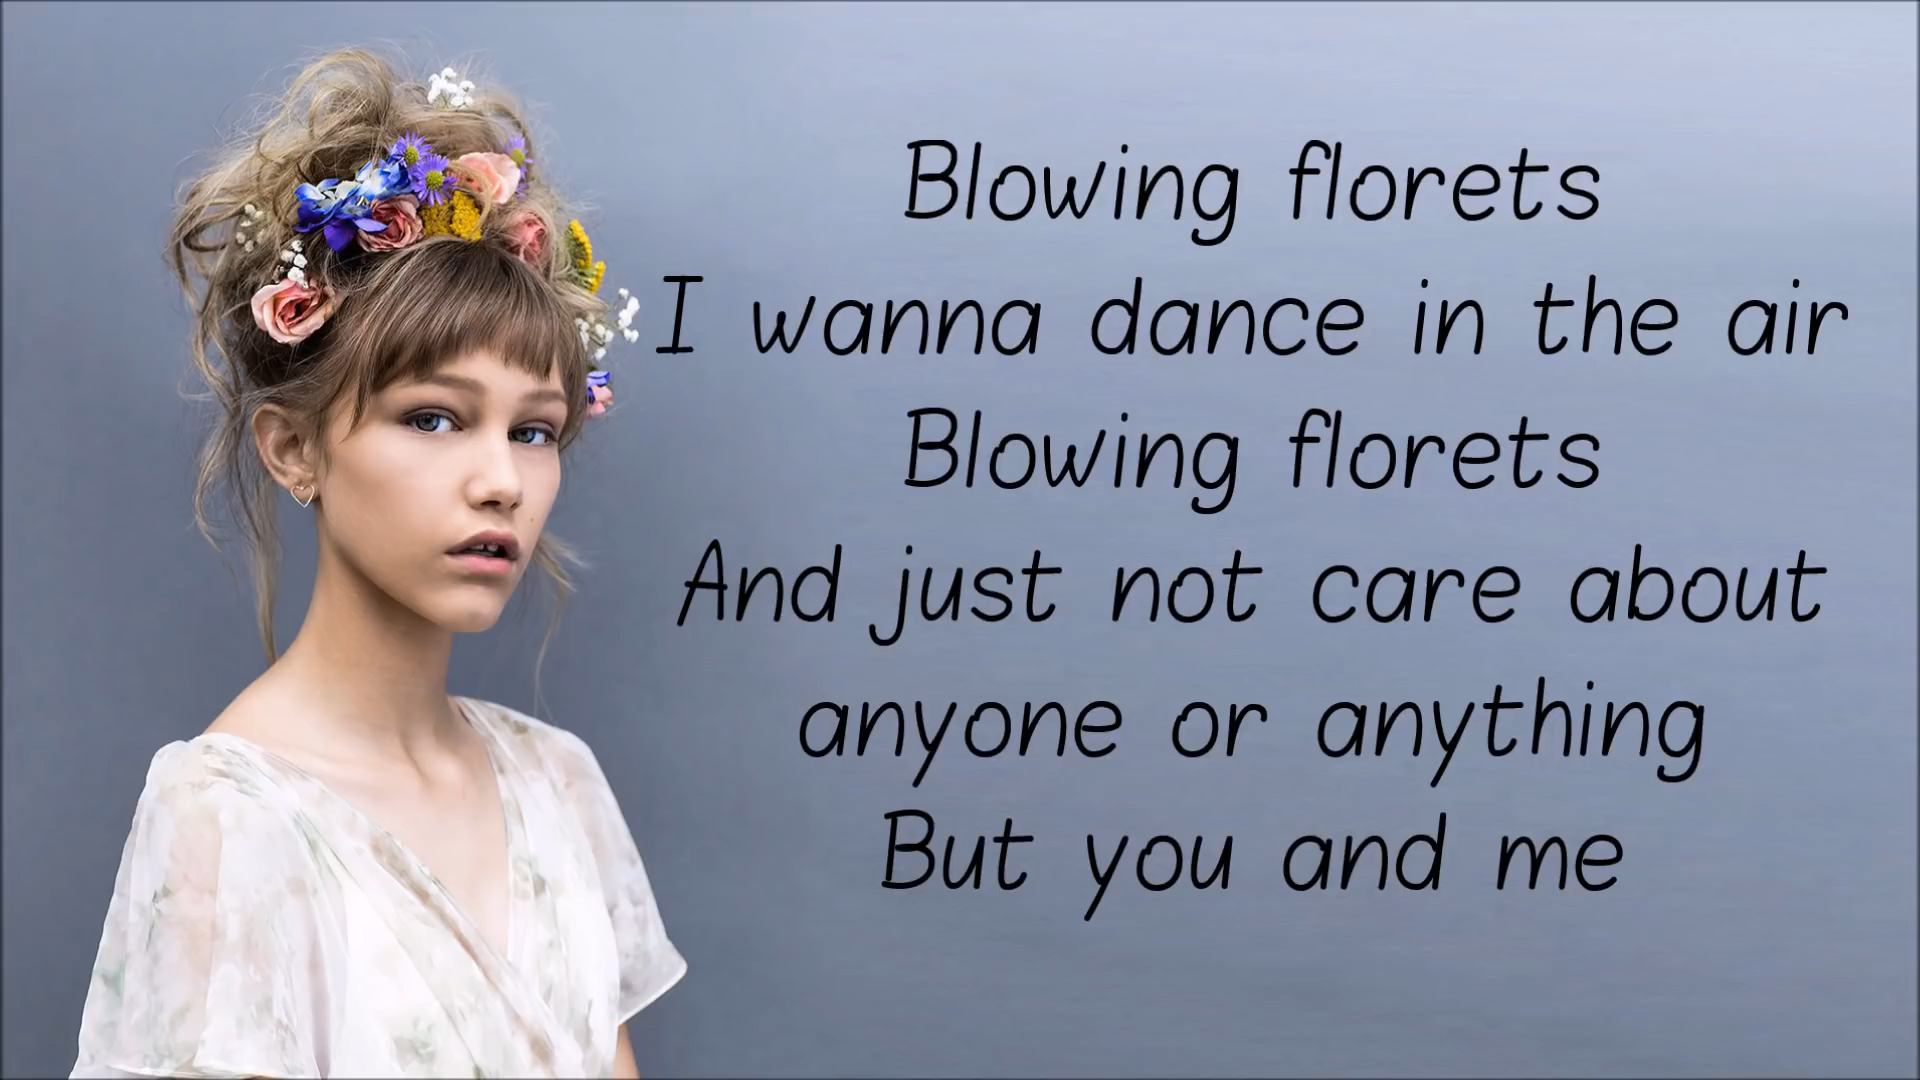 Blowing florets
I wanna dance in the air
Blowing florets
And just not care about
anyone or anything
But you and me